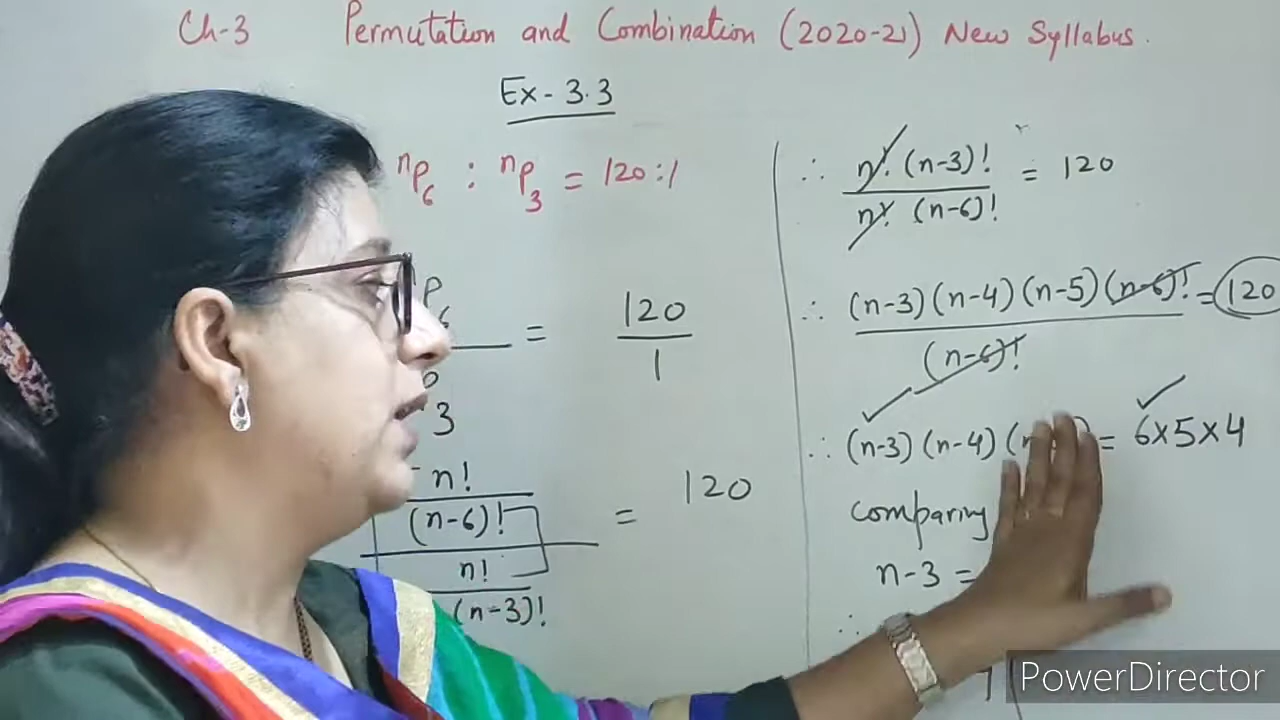 Ch-3 Permutation and Combination (2020-21) New Syllabus.
Ex - 3.3
nP6 : nP3 = 120:1
P6 / P3 = 120/1
n!/(n-6)! / n!/(n-3)! = 120
∴ n! (n-3)! / n! (n-6)! = 120
∴ (n-3)(n-4)(n-5)(n-6)! / (n-6)! = 120
∴ (n-3)(n-4)(n = 6×5×4
comparing
n-3 =
∴
PowerDirector